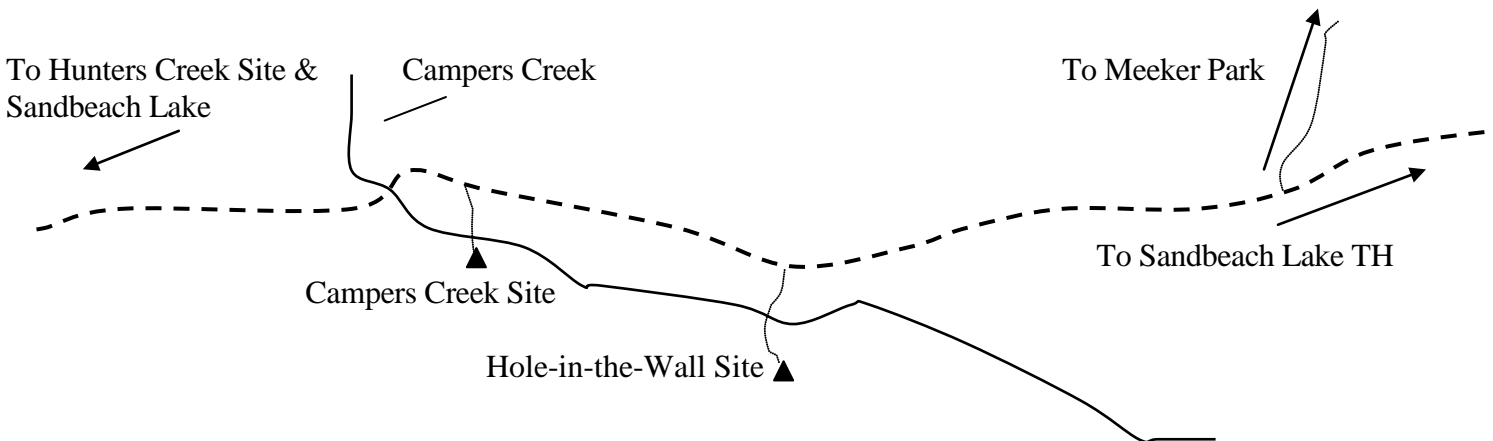 To Hunters Creek Site &
Sandbeach Lake
Campers Creek
To Meeker Park
To Sandbeach Lake TH
Campers Creek Site
Hole-in-the-Wall Site